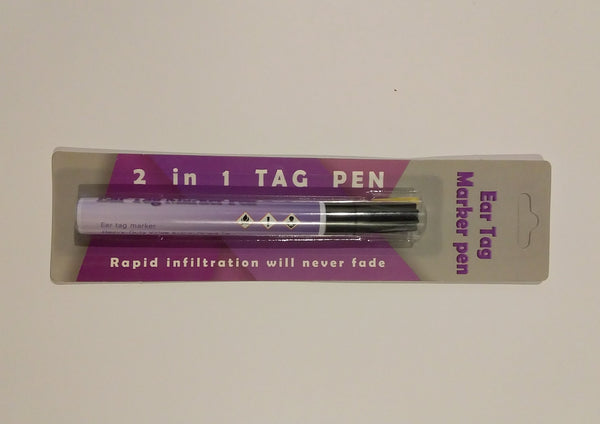 2 in 1 TAG PEN
Ear tag marker
Rapid infiltration will never fade
Ear Tag
Marker pen